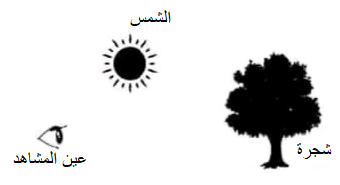 الشمس
شجرة
عين المشاهد